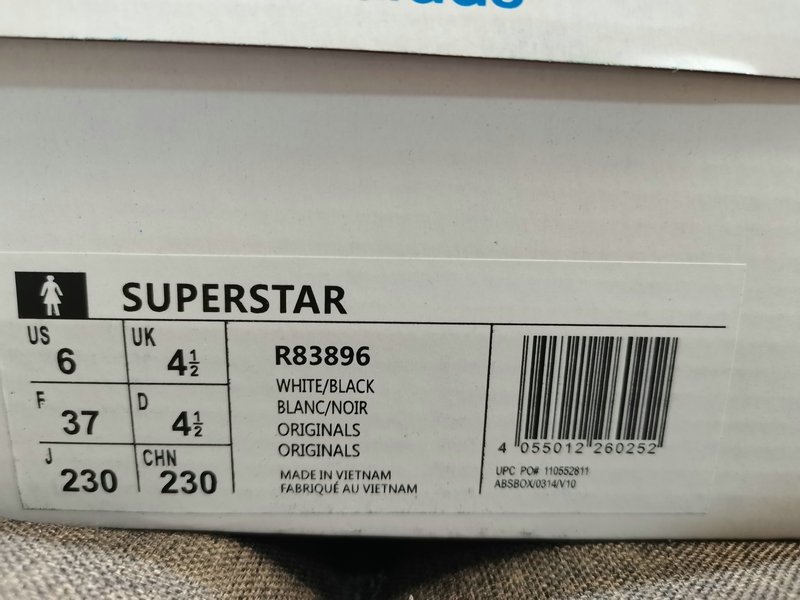 SUPERSTAR
US 6 UK 4½
F 37 D 4½
J 230 CHN 230
R83896
WHITE/BLACK
BLANC/NOIR
ORIGINALS
ORIGINALS
MADE IN VIETNAM
FABRIQUÉ AU VIETNAM
4 055012 260252
UPC PO# 110552811
ABSBOX/0314/V10